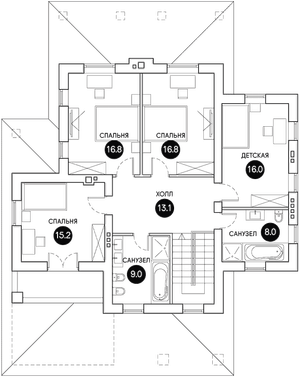 СПАЛЬНЯ
16.8
СПАЛЬНЯ
16.8
ДЕТСКАЯ
16.0
ХОЛЛ
13.1
СПАЛЬНЯ
15.2
САНУЗЕЛ
8.0
САНУЗЕЛ
9.0